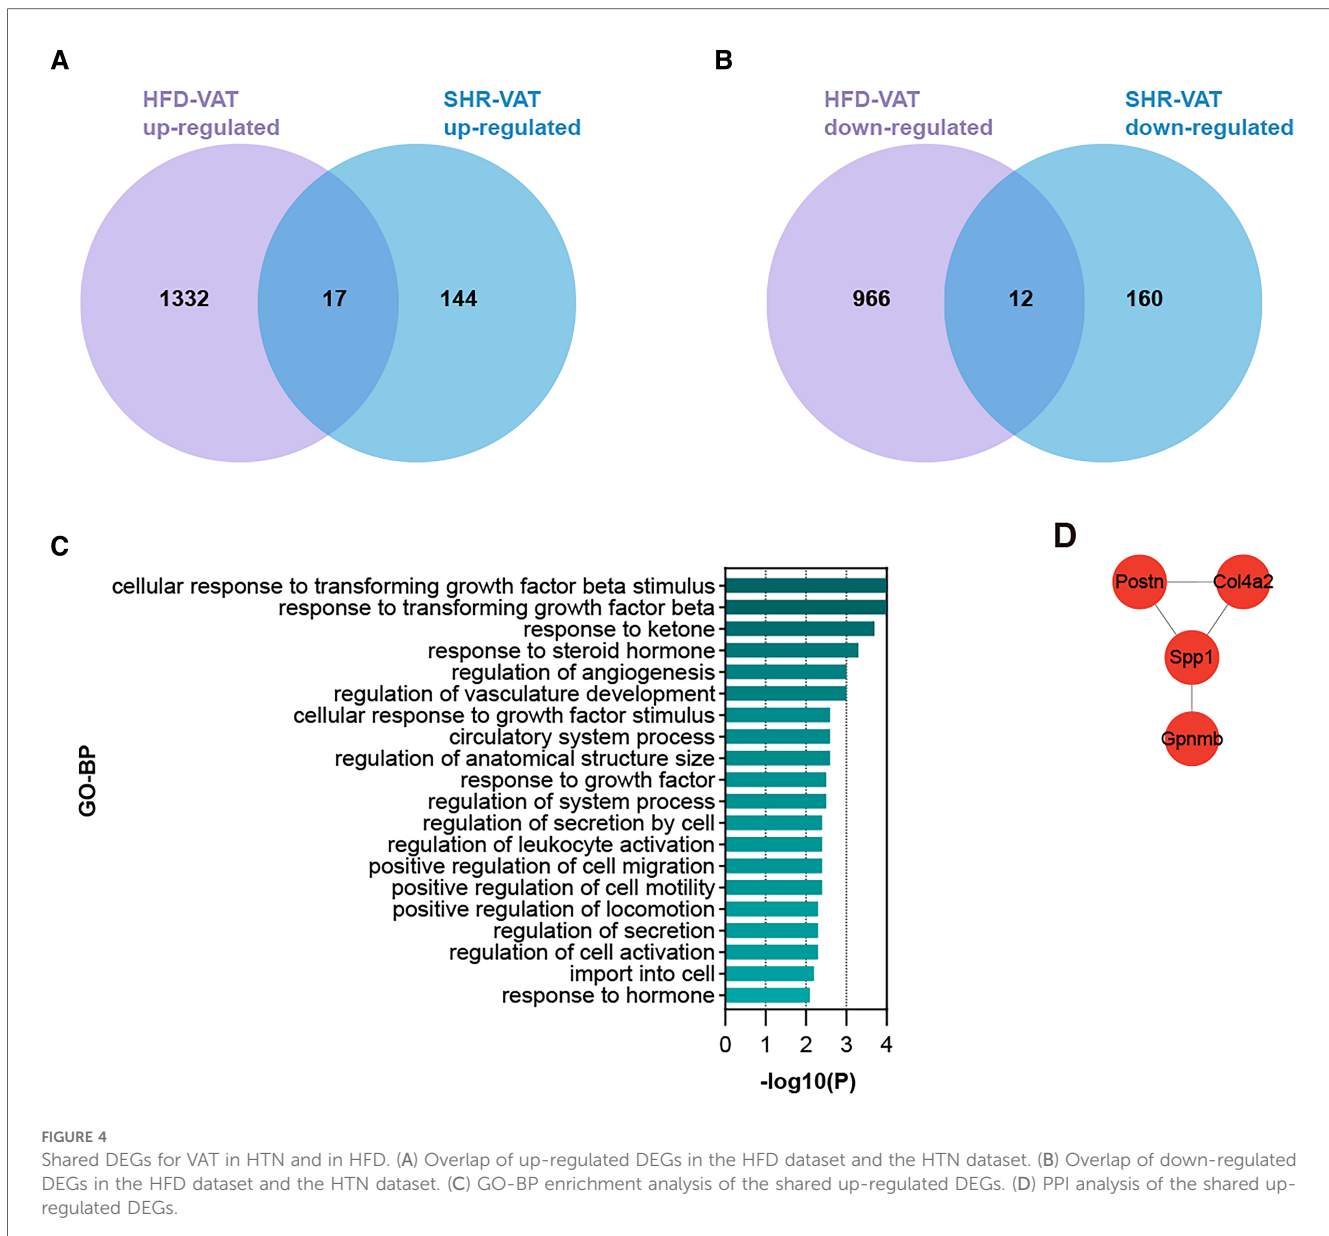 A
HFD-VAT
up-regulated
SHR-VAT
up-regulated
1332
17
144
B
HFD-VAT
down-regulated
SHR-VAT
down-regulated
966
12
160
C
GO-BP
cellular response to transforming growth factor beta stimulus
response to transforming growth factor beta
response to ketone
response to steroid hormone
regulation of angiogenesis
regulation of vasculature development
cellular response to growth factor stimulus
circulatory system process
regulation of anatomical structure size
response to growth factor
regulation of system process
regulation of secretion by cell
regulation of leukocyte activation
positive regulation of cell migration
positive regulation of cell motility
positive regulation of locomotion
regulation of secretion
regulation of cell activation
import into cell
response to hormone
0 1 2 3 4
-log10(P)
D
Postn
Col4a2
Spp1
Gpnmb
FIGURE 4
Shared DEGs for VAT in HTN and in HFD. (A) Overlap of up-regulated DEGs in the HFD dataset and the HTN dataset. (B) Overlap of down-regulated
DEGs in the HFD dataset and the HTN dataset. (C) GO-BP enrichment analysis of the shared up-regulated DEGs. (D) PPI analysis of the shared up-
regulated DEGs.